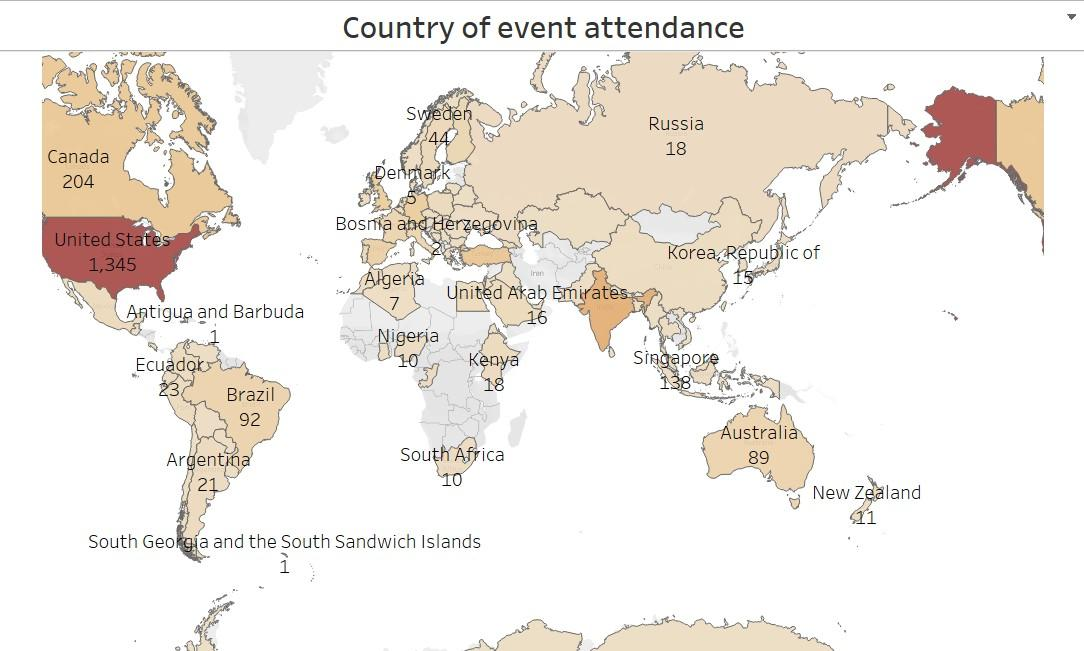 Country of event attendance
Sweden
44
Russia
18
Canada
204
Denmark
5
Bosnia and Herzegovina
2
United States
1,345
Korea, Republic of
15
Algeria
7
United Arab Emirates
16
Antigua and Barbuda
1
Nigeria
10
Kenya
18
Singapore
138
Ecuador
23
Brazil
92
Australia
89
Argentina
21
South Africa
10
New Zealand
11
South Georgia and the South Sandwich Islands
1
Iran